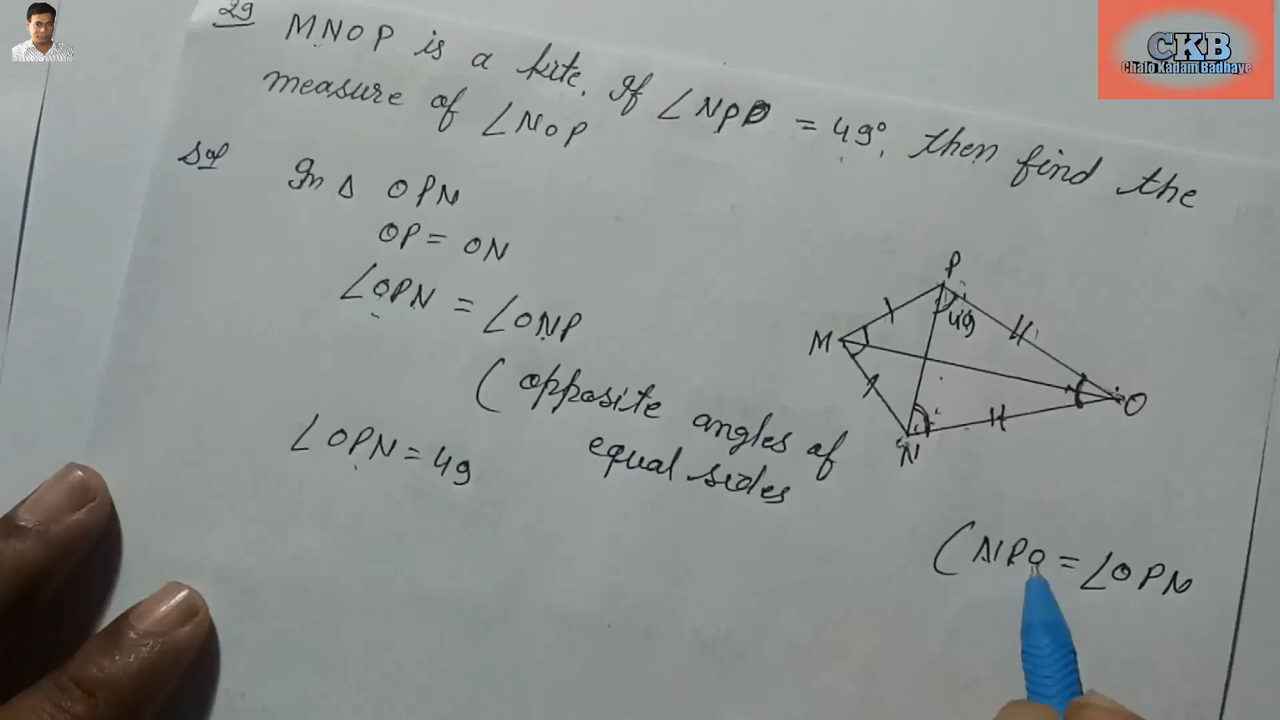 29 MNOP is a kite. If ∠NPO = 49°, then find the
measure of ∠NOP
Sol In Δ OPN
OP = ON
∠OPN = ∠ONP
(opposite angles of
equal sides
∠OPN = 49
(NPO = ∠OPN
P
49
M
O
N
CKB
Chalo Kadam Badhaye